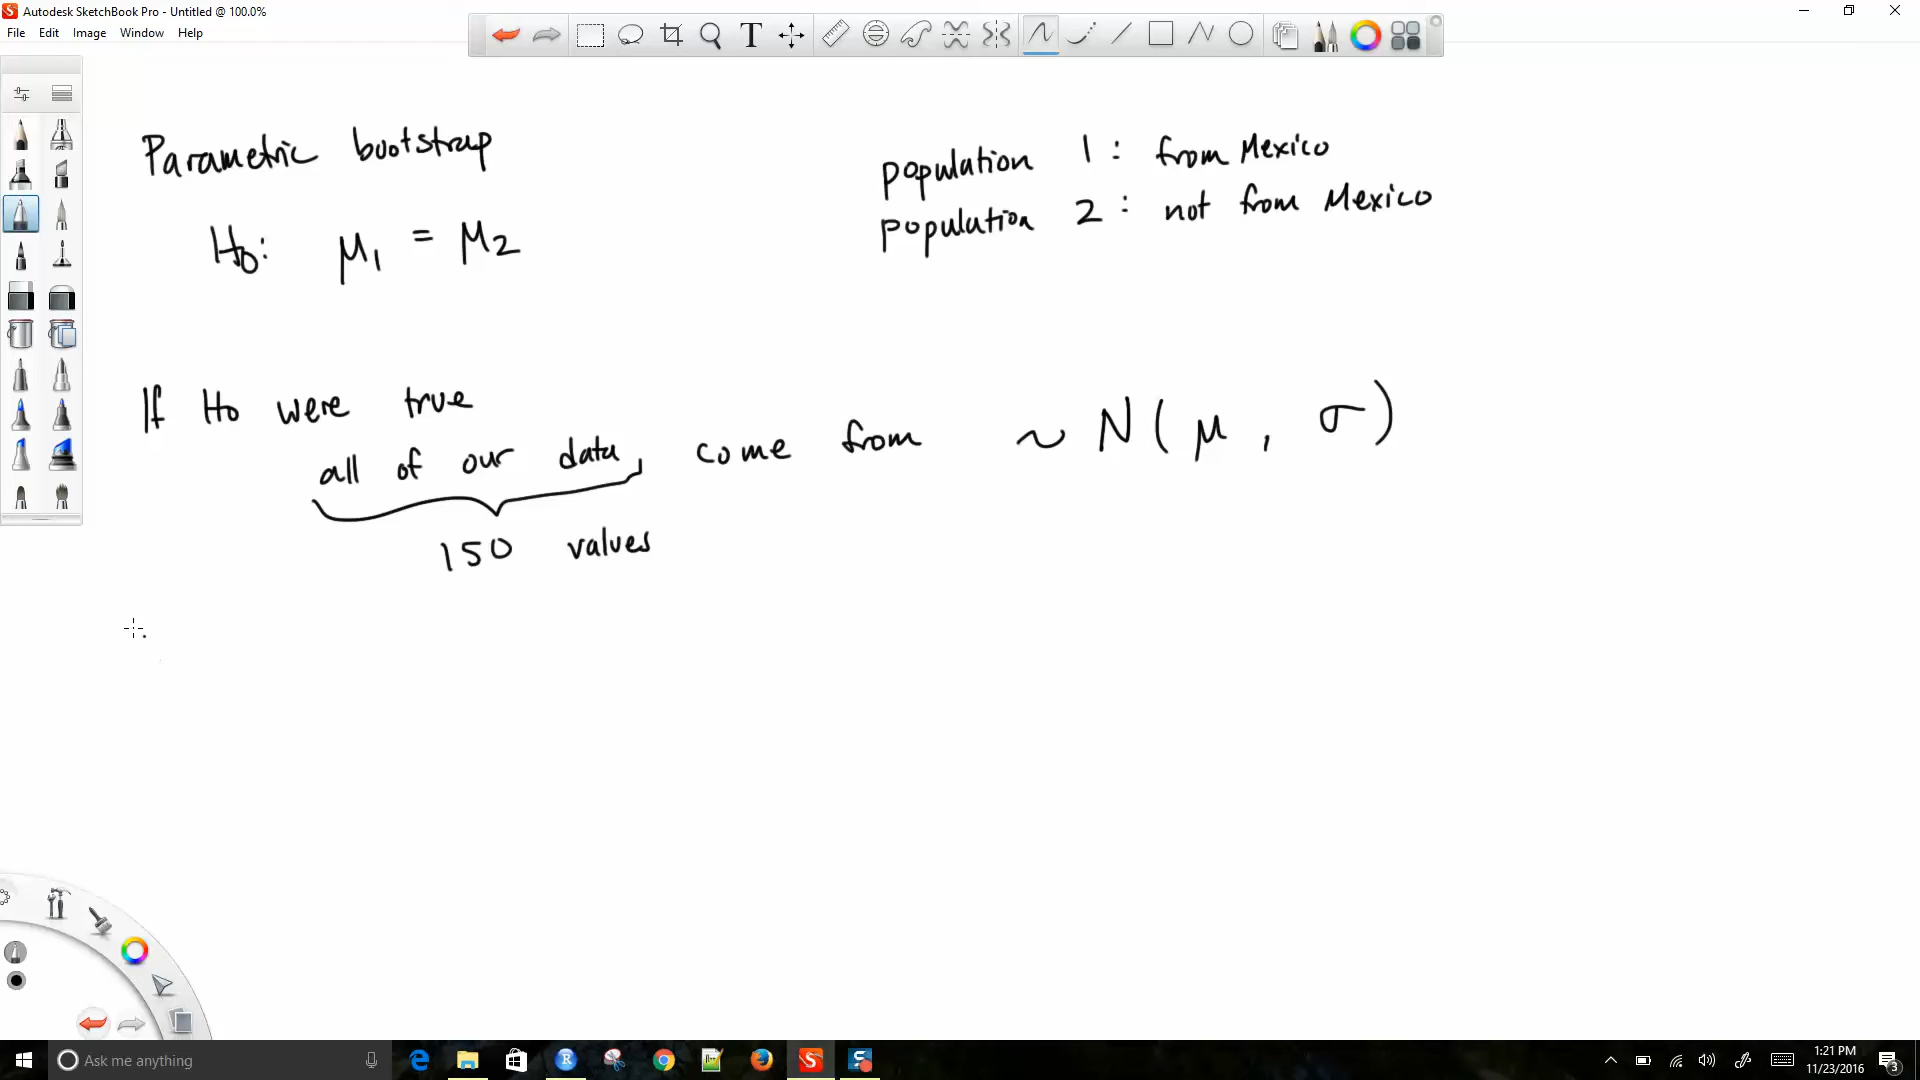 Autodesk SketchBook Pro - Untitled @ 100.0%
File Edit Image Window Help
T
Parametric bootstrap
H0: μ1 = μ2
population 1: from Mexico
population 2: not from Mexico
If Ho were true
all of our data, come from ~ N(μ, σ)
150 values
Ask me anything
1:21 PM
11/23/2016
3